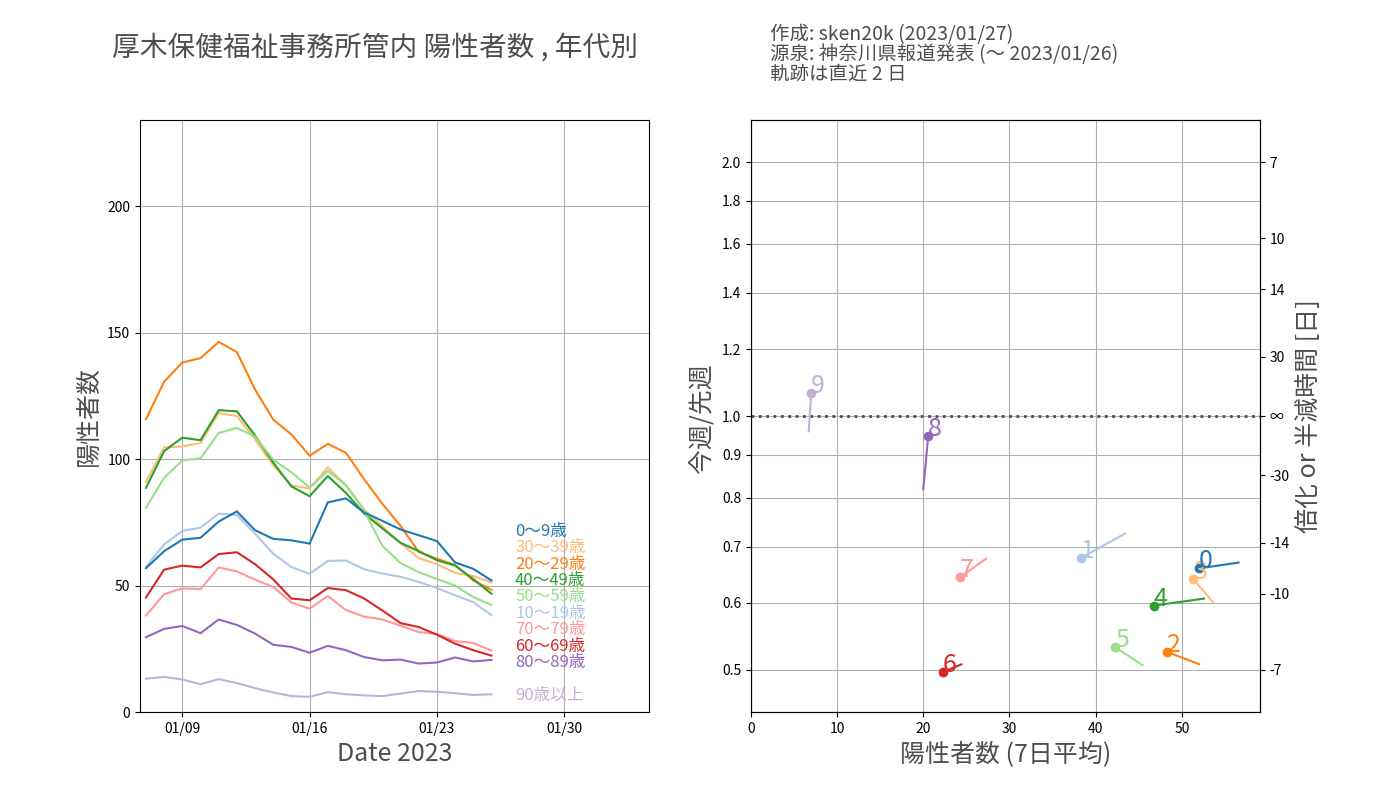 厚木保健福祉事務所管内 陽性者数 , 年代別
作成: sken20k (2023/01/27)
源泉: 神奈川県報道発表 (〜 2023/01/26)
軌跡は直近 2 日
陽性者数
200
150
100
50
0
01/09
01/16
01/23
01/30
Date 2023
0〜9歳
30〜39歳
20〜29歳
40〜49歳
50〜59歳
10〜19歳
70〜79歳
60〜69歳
80〜89歳
90歳以上
今週/先週
2.0
1.8
1.6
1.4
1.2
1.0
0.9
0.8
0.7
0.6
0.5
0
10
20
30
40
50
陽性者数 (7日平均)
9
8
1
7
0
3
4
5
2
6
7
10
14
30
∞
-30
-14
-10
-7
倍化 or 半減時間 [日]